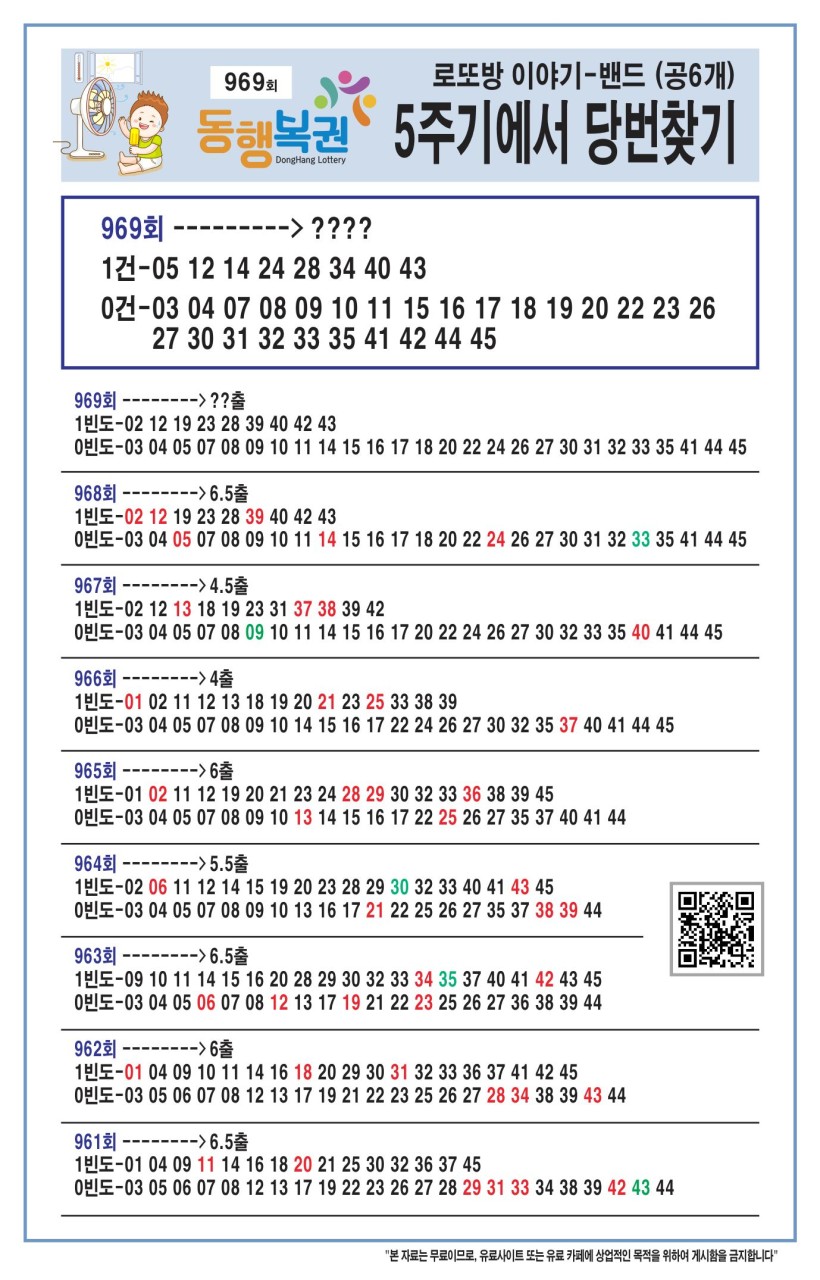 969회
동행복권
DongHang Lottery
로또방 이야기-밴드 (공6개)
5주기에서 당번찾기
969회 ---------> ????
1건-05 12 14 24 28 34 40 43
0건-03 04 07 08 09 10 11 15 16 17 18 19 20 22 23 26
27 30 31 32 33 35 41 42 44 45
969회 --------> ??출
1빈도-02 12 19 23 28 39 40 42 43
0빈도-03 04 05 07 08 09 10 11 14 15 16 17 18 20 22 24 26 27 30 31 32 33 35 41 44 45
968회 --------> 6.5출
1빈도-02 12 19 23 28 39 40 42 43
0빈도-03 04 05 07 08 09 10 11 14 15 16 17 18 20 22 24 26 27 30 31 32 33 35 41 44 45
967회 --------> 4.5출
1빈도-02 12 13 18 19 23 31 37 38 39 42
0빈도-03 04 05 07 08 09 10 11 14 15 16 17 20 22 24 26 27 30 32 33 35 40 41 44 45
966회 --------> 4출
1빈도-01 02 11 12 13 18 19 20 21 23 25 33 38 39
0빈도-03 04 05 07 08 09 10 14 15 16 17 22 24 26 27 30 32 35 37 40 41 44 45
965회 --------> 6출
1빈도-01 02 11 12 19 20 21 23 24 28 29 30 32 33 36 38 39 45
0빈도-03 04 05 07 08 09 10 13 14 15 16 17 22 25 26 27 35 37 40 41 44
964회 --------> 5.5출
1빈도-02 06 11 12 14 15 19 20 23 28 29 30 32 33 40 41 43 45
0빈도-03 04 05 07 08 09 10 13 16 17 21 22 25 26 27 35 37 38 39 44
963회 --------> 6.5출
1빈도-09 10 11 14 15 16 20 28 29 30 32 33 34 35 37 40 41 42 43 45
0빈도-03 04 05 06 07 08 12 13 17 19 21 22 23 25 26 27 36 38 39 44
962회 --------> 6출
1빈도-01 04 09 10 11 14 16 18 20 29 30 31 32 33 36 37 41 42 45
0빈도-03 05 06 07 08 12 13 17 19 21 22 23 25 26 27 28 34 38 39 43 44
961회 --------> 6.5출
1빈도-01 04 09 11 14 16 18 20 21 25 30 32 36 37 45
0빈도-03 05 06 07 08 12 13 17 19 22 23 26 27 28 29 31 33 34 38 39 42 43 44
"본 자료는 무료이므로, 유료사이트 또는 유료 카페에 상업적인 목적을 위하여 게시함을 금지합니다"